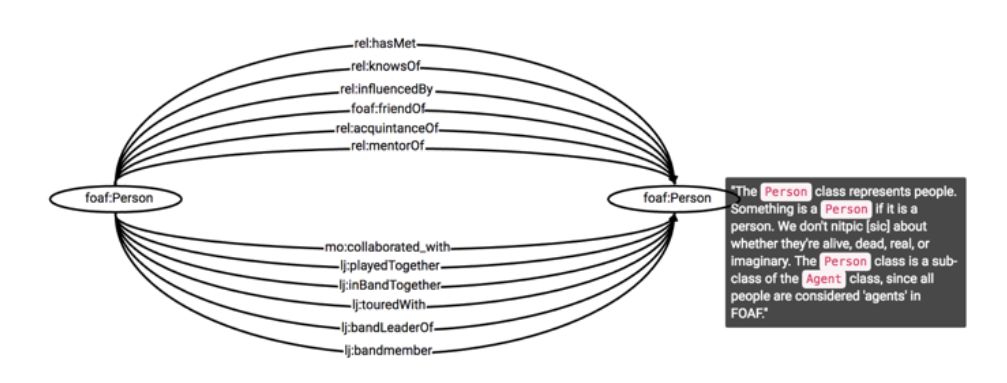 rel:hasMet
rel:knowsOf
rel:influencedBy
foaf:friendOf
rel:acquintanceOf
rel:mentorOf
foaf:Person
foaf:Person
"The Person class represents people.
Something is a Person if it is a
person. We don't nitpic [sic] about
whether they're alive, dead, real, or
imaginary. The Person class is a sub-
class of the Agent class, since all
people are considered 'agents' in
FOAF."
mo:collaborated_with
lj:playedTogether
lj:inBandTogether
lj:touredWith
lj:bandLeaderOf
lj:bandmember